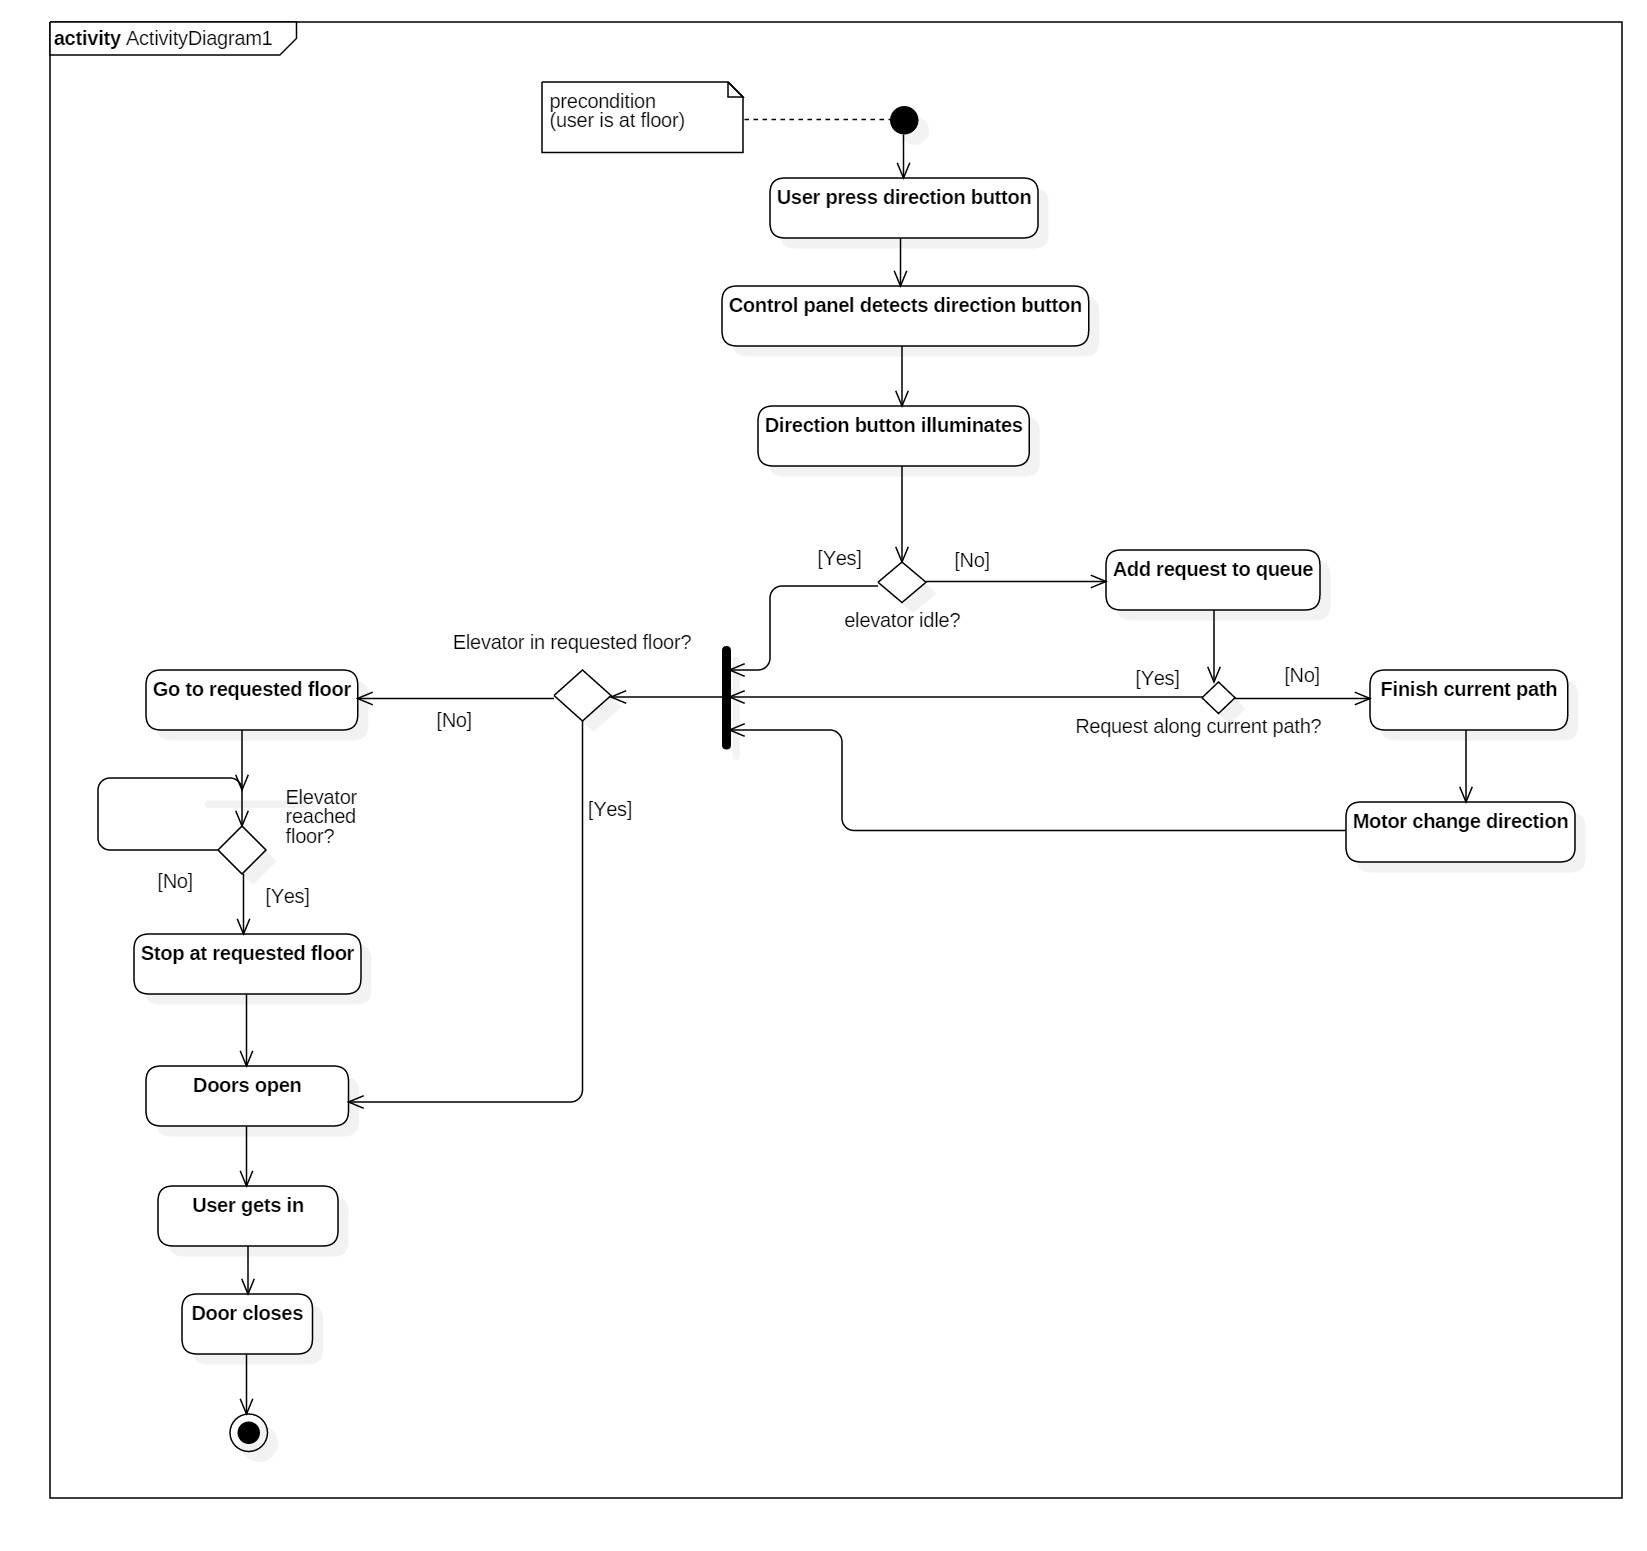 activity ActivityDiagram1
precondition
(user is at floor)
User press direction button
Control panel detects direction button
Direction button illuminates
[Yes]
[No]
elevator idle?
Add request to queue
Elevator in requested floor?
[Yes]
[No]
Request along current path?
Finish current path
Go to requested floor
[No]
[Yes]
Motor change direction
Elevator
reached
floor?
[No]
[Yes]
Stop at requested floor
Doors open
User gets in
Door closes